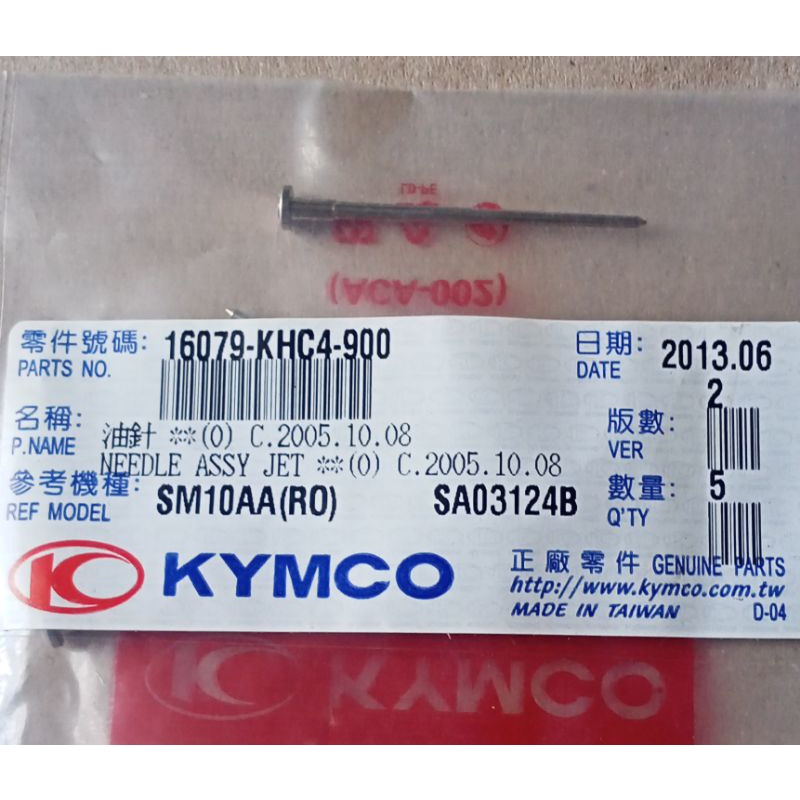 LD-PE
(ACA-002)
零件號碼: 16079-KHC4-900 日期: 2013.06
PARTS NO. DATE
2
名稱: 油針 **(O) C.2005.10.08 版數:
P.NAME NEEDLE ASSY JET **(O) C.2005.10.08 VER
參考機種: SM10AA(RO) SA03124B 數量: 5
REF MODEL Q'TY
KYMCO 正廠零件 GENUINE PARTS
http://www.kymco.com.tw
MADE IN TAIWAN D-04
KYMCO